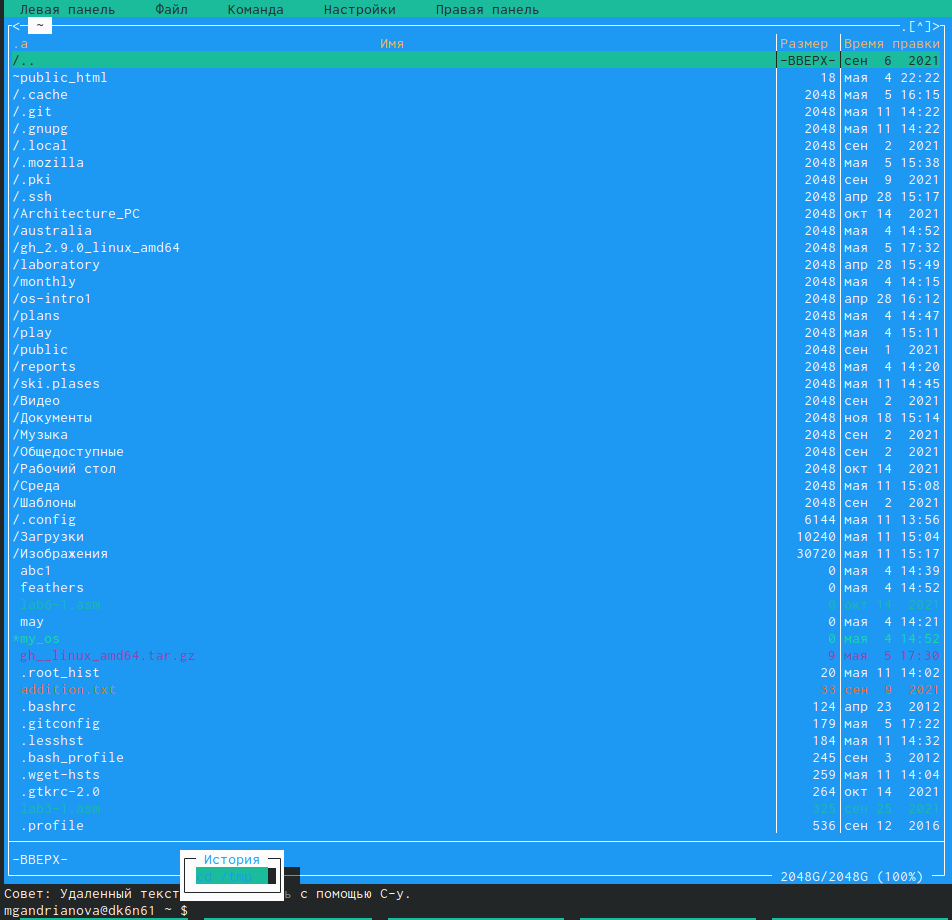 Левая панель Файл Команда Настройки Правая панель
<─ ~ .[^]>
.и Имя Размер Время правки
/.. -ВВЕРХ- сен 6 2021
~public_html 18 мая 4 22:22
/.cache 2048 мая 5 16:15
/.git 2048 мая 11 14:22
/.gnupg 2048 мая 11 14:22
/.local 2048 сен 2 2021
/.mozilla 2048 мая 5 15:38
/.pki 2048 сен 9 2021
/.ssh 2048 апр 28 15:17
/Architecture_PC 2048 окт 14 2021
/australia 2048 мая 4 14:52
/gh_2.9.0_linux_amd64 2048 мая 5 17:32
/laboratory 2048 апр 28 15:49
/monthly 2048 мая 4 14:15
/os-intro1 2048 апр 28 16:12
/plans 2048 мая 4 14:47
/play 2048 мая 4 15:11
/public 2048 сен 1 2021
/reports 2048 мая 4 14:20
/ski.plases 2048 мая 11 14:45
/Видео 2048 сен 2 2021
/Документы 2048 ноя 18 15:14
/Музыка 2048 сен 2 2021
/Общедоступные 2048 сен 2 2021
/Рабочий стол 2048 окт 14 2021
/Среда 2048 мая 11 15:08
/Шаблоны 2048 сен 2 2021
/.config 6144 мая 11 13:56
/Загрузки 10240 мая 11 15:04
/Изображения 30720 мая 11 15:17
abc1 0 мая 4 14:39
feathers 0 мая 4 14:52
lab6-1.asm 0 окт 14 2021
may 0 мая 4 14:21
*my_os 0 мая 4 14:52
gh__linux_amd64.tar.gz 9 мая 5 17:30
.root_hist 20 мая 11 14:02
addition.txt 33 сен 9 2021
.bashrc 124 апр 23 2012
.gitconfig 179 мая 5 17:22
.lesshst 184 мая 11 14:32
.bash_profile 245 сен 3 2012
.wget-hsts 259 мая 11 14:04
.gtkrc-2.0 264 окт 14 2021
lab5-1.asm 325 сен 25 2021
.profile 536 сен 12 2016
-ВВЕРХ-
История
cd /tmp
2048G/2048G (100%)
Совет: Удаленный текст ь с помощью C-y.
mgandrianova@dk6n61 ~ $